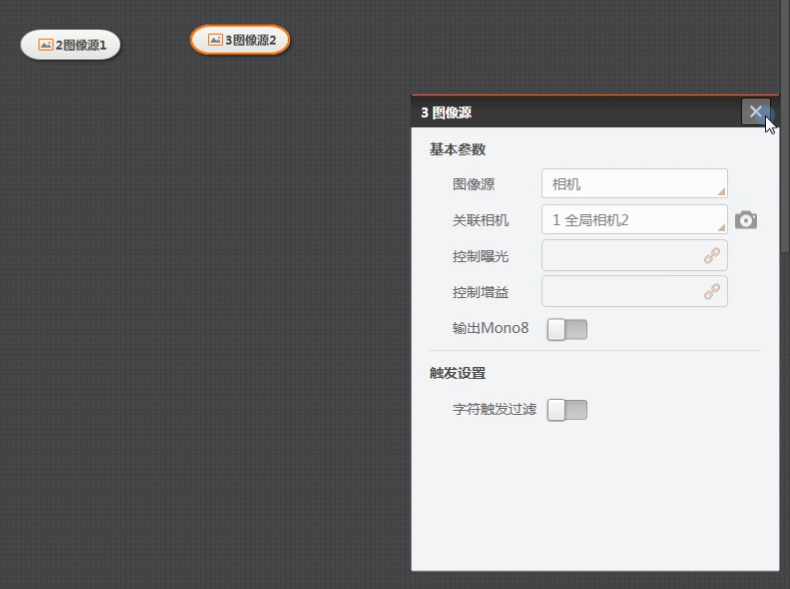 2图像源1
3图像源2
3 图像源
基本参数
图像源
相机
关联相机
1 全局相机2
控制曝光
控制增益
输出Mono8
触发设置
字符触发过滤